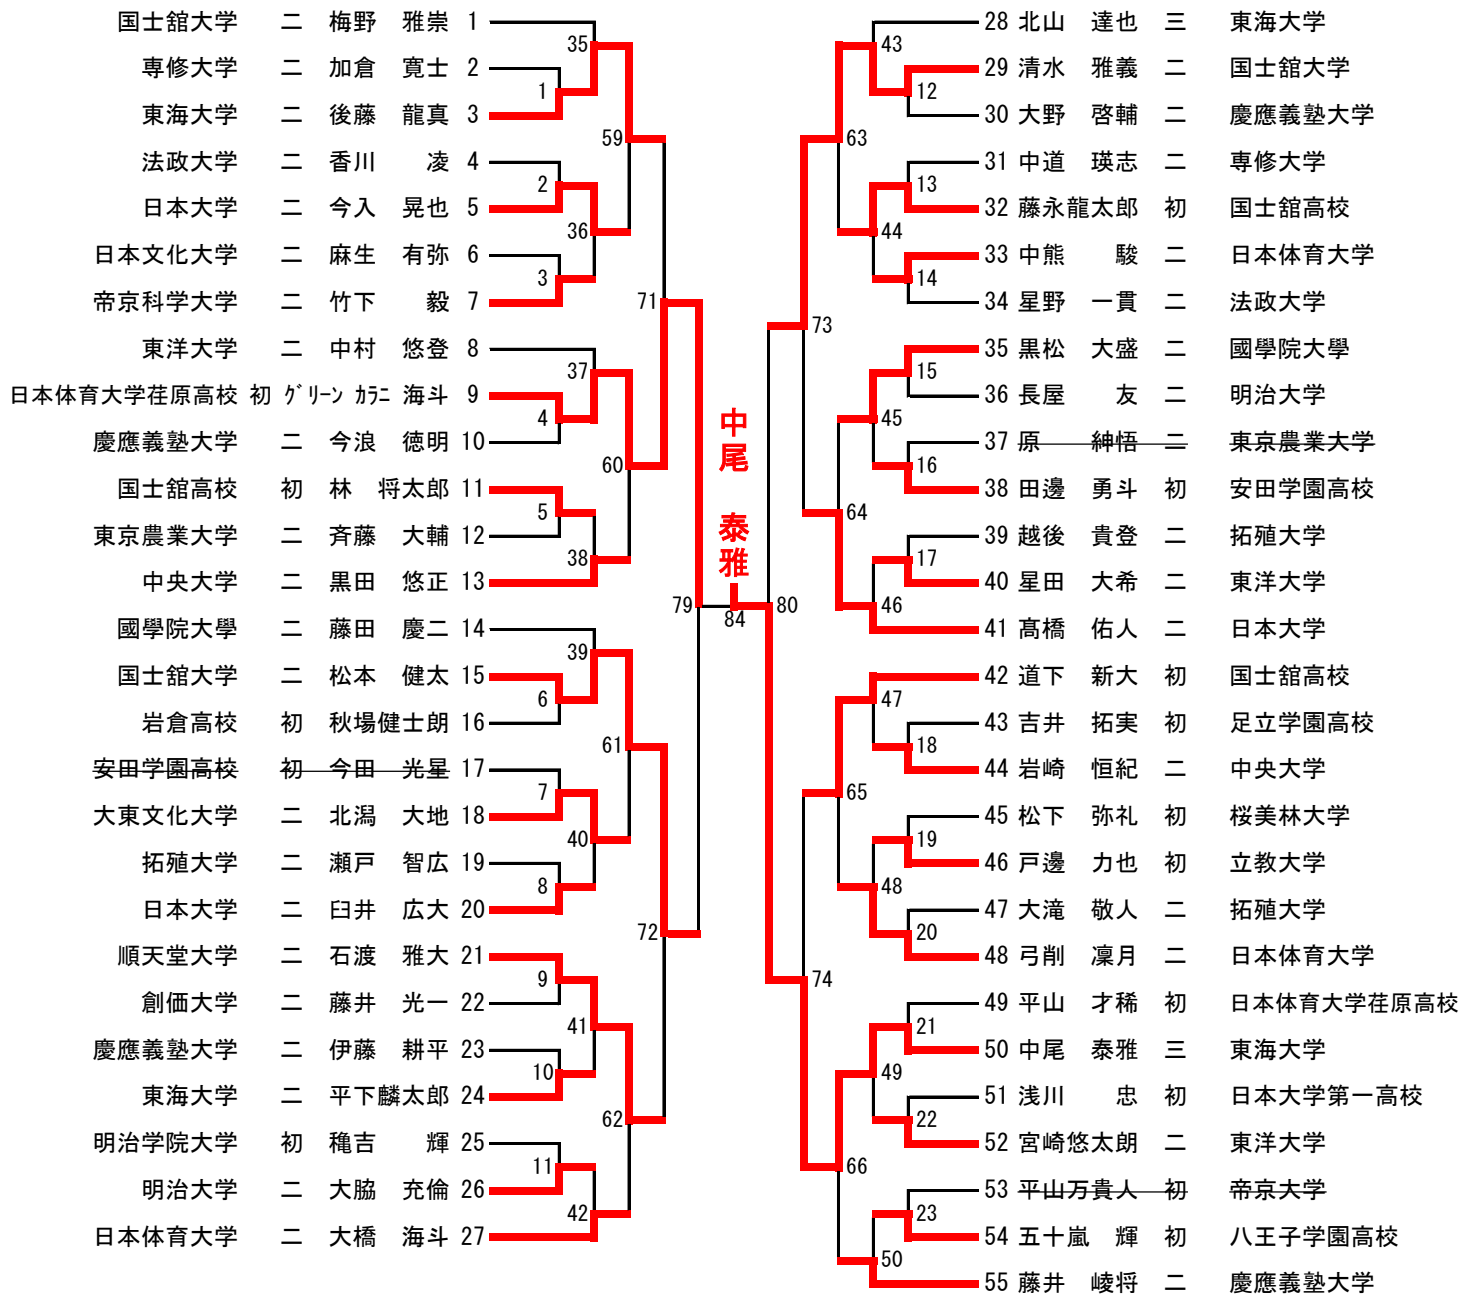 国士舘大学 二 梅野 雅崇 1
専修大学 二 加倉 寛士 2
東海大学 二 後藤 龍真 3
法政大学 二 香川 凌 4
日本大学 二 今入 晃也 5
日本文化大学 二 麻生 有弥 6
帝京科学大学 二 竹下 毅 7
東洋大学 二 中村 悠登 8
日本体育大学荏原高校 初 グリーン カラニ 海斗 9
慶應義塾大学 二 今浪 徳明 10
国士舘高校 初 林 将太郎 11
東京農業大学 二 斉藤 大輔 12
中央大学 二 黒田 悠正 13
國學院大學 二 藤田 慶二 14
国士舘大学 二 松本 健太 15
岩倉高校 初 秋場健士朗 16
安田学園高校 初 今田 光星 17
大東文化大学 二 北潟 大地 18
拓殖大学 二 瀬戸 智広 19
日本大学 二 臼井 広大 20
順天堂大学 二 石渡 雅大 21
創価大学 二 藤井 光一 22
慶應義塾大学 二 伊藤 耕平 23
東海大学 二 平下麟太郎 24
明治学院大学 初 穐吉 輝 25
明治大学 二 大脇 充倫 26
日本体育大学 二 大橋 海斗 27
1
2
3
4
5
6
7
8
9
10
11
35
36
37
38
39
40
41
42
59
60
61
62
71
72
79
中尾 泰雅
84
80
73
74
63
64
65
66
43
44
45
46
47
48
49
50
12
13
14
15
16
17
18
19
20
21
22
23
28 北山 達也 三 東海大学
29 清水 雅義 二 国士舘大学
30 大野 啓輔 二 慶應義塾大学
31 中道 瑛志 二 専修大学
32 藤永龍太郎 初 国士舘高校
33 中熊 駿 二 日本体育大学
34 星野 一貫 二 法政大学
35 黒松 大盛 二 國學院大學
36 長屋 友 二 明治大学
37 原 紳悟 二 東京農業大学
38 田邊 勇斗 初 安田学園高校
39 越後 貴登 二 拓殖大学
40 星田 大希 二 東洋大学
41 髙橋 佑人 二 日本大学
42 道下 新大 初 国士舘高校
43 吉井 拓実 初 足立学園高校
44 岩崎 恒紀 二 中央大学
45 松下 弥礼 初 桜美林大学
46 戸邊 力也 初 立教大学
47 大滝 敬人 二 拓殖大学
48 弓削 凜月 二 日本体育大学
49 平山 才稀 初 日本体育大学荏原高校
50 中尾 泰雅 三 東海大学
51 浅川 忠 初 日本大学第一高校
52 宮崎悠太朗 二 東洋大学
53 平山万貴人 初 帝京大学
54 五十嵐 輝 初 八王子学園高校
55 藤井 崚将 二 慶應義塾大学